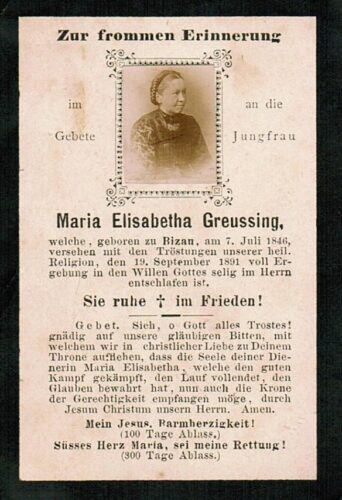 Zur frommen Erinnerung
im Gebete
an die Jungfrau
Maria Elisabetha Greussing,
welche, geboren zu Bizau, am 7. Juli 1846,
versehen mit den Tröstungen unserer heil.
Religion, den 19. September 1891 voll Er-
gebung in den Willen Gottes selig im Herrn
entschlafen ist.
Sie ruhe † im Frieden!
Gebet. Sieh, o Gott alles Trostes!
gnädig auf unsere gläubigen Bitten, mit
welchem wir in christlicher Liebe zu Deinem
Throne aufflehen, dass die Seele deiner Die-
nerin Maria Elisabetha, welche den guten
Kampf gekämpft, den Lauf vollendet, den
Glauben bewahrt hat, nun auch die Krone
der Gerechtigkeit empfangen möge, durch
Jesum Christum unsern Herrn. Amen.
Mein Jesus, Barmherzigkeit!
(100 Tage Ablass.)
Süsses Herz Mariä, sei meine Rettung!
(300 Tage Ablass.)